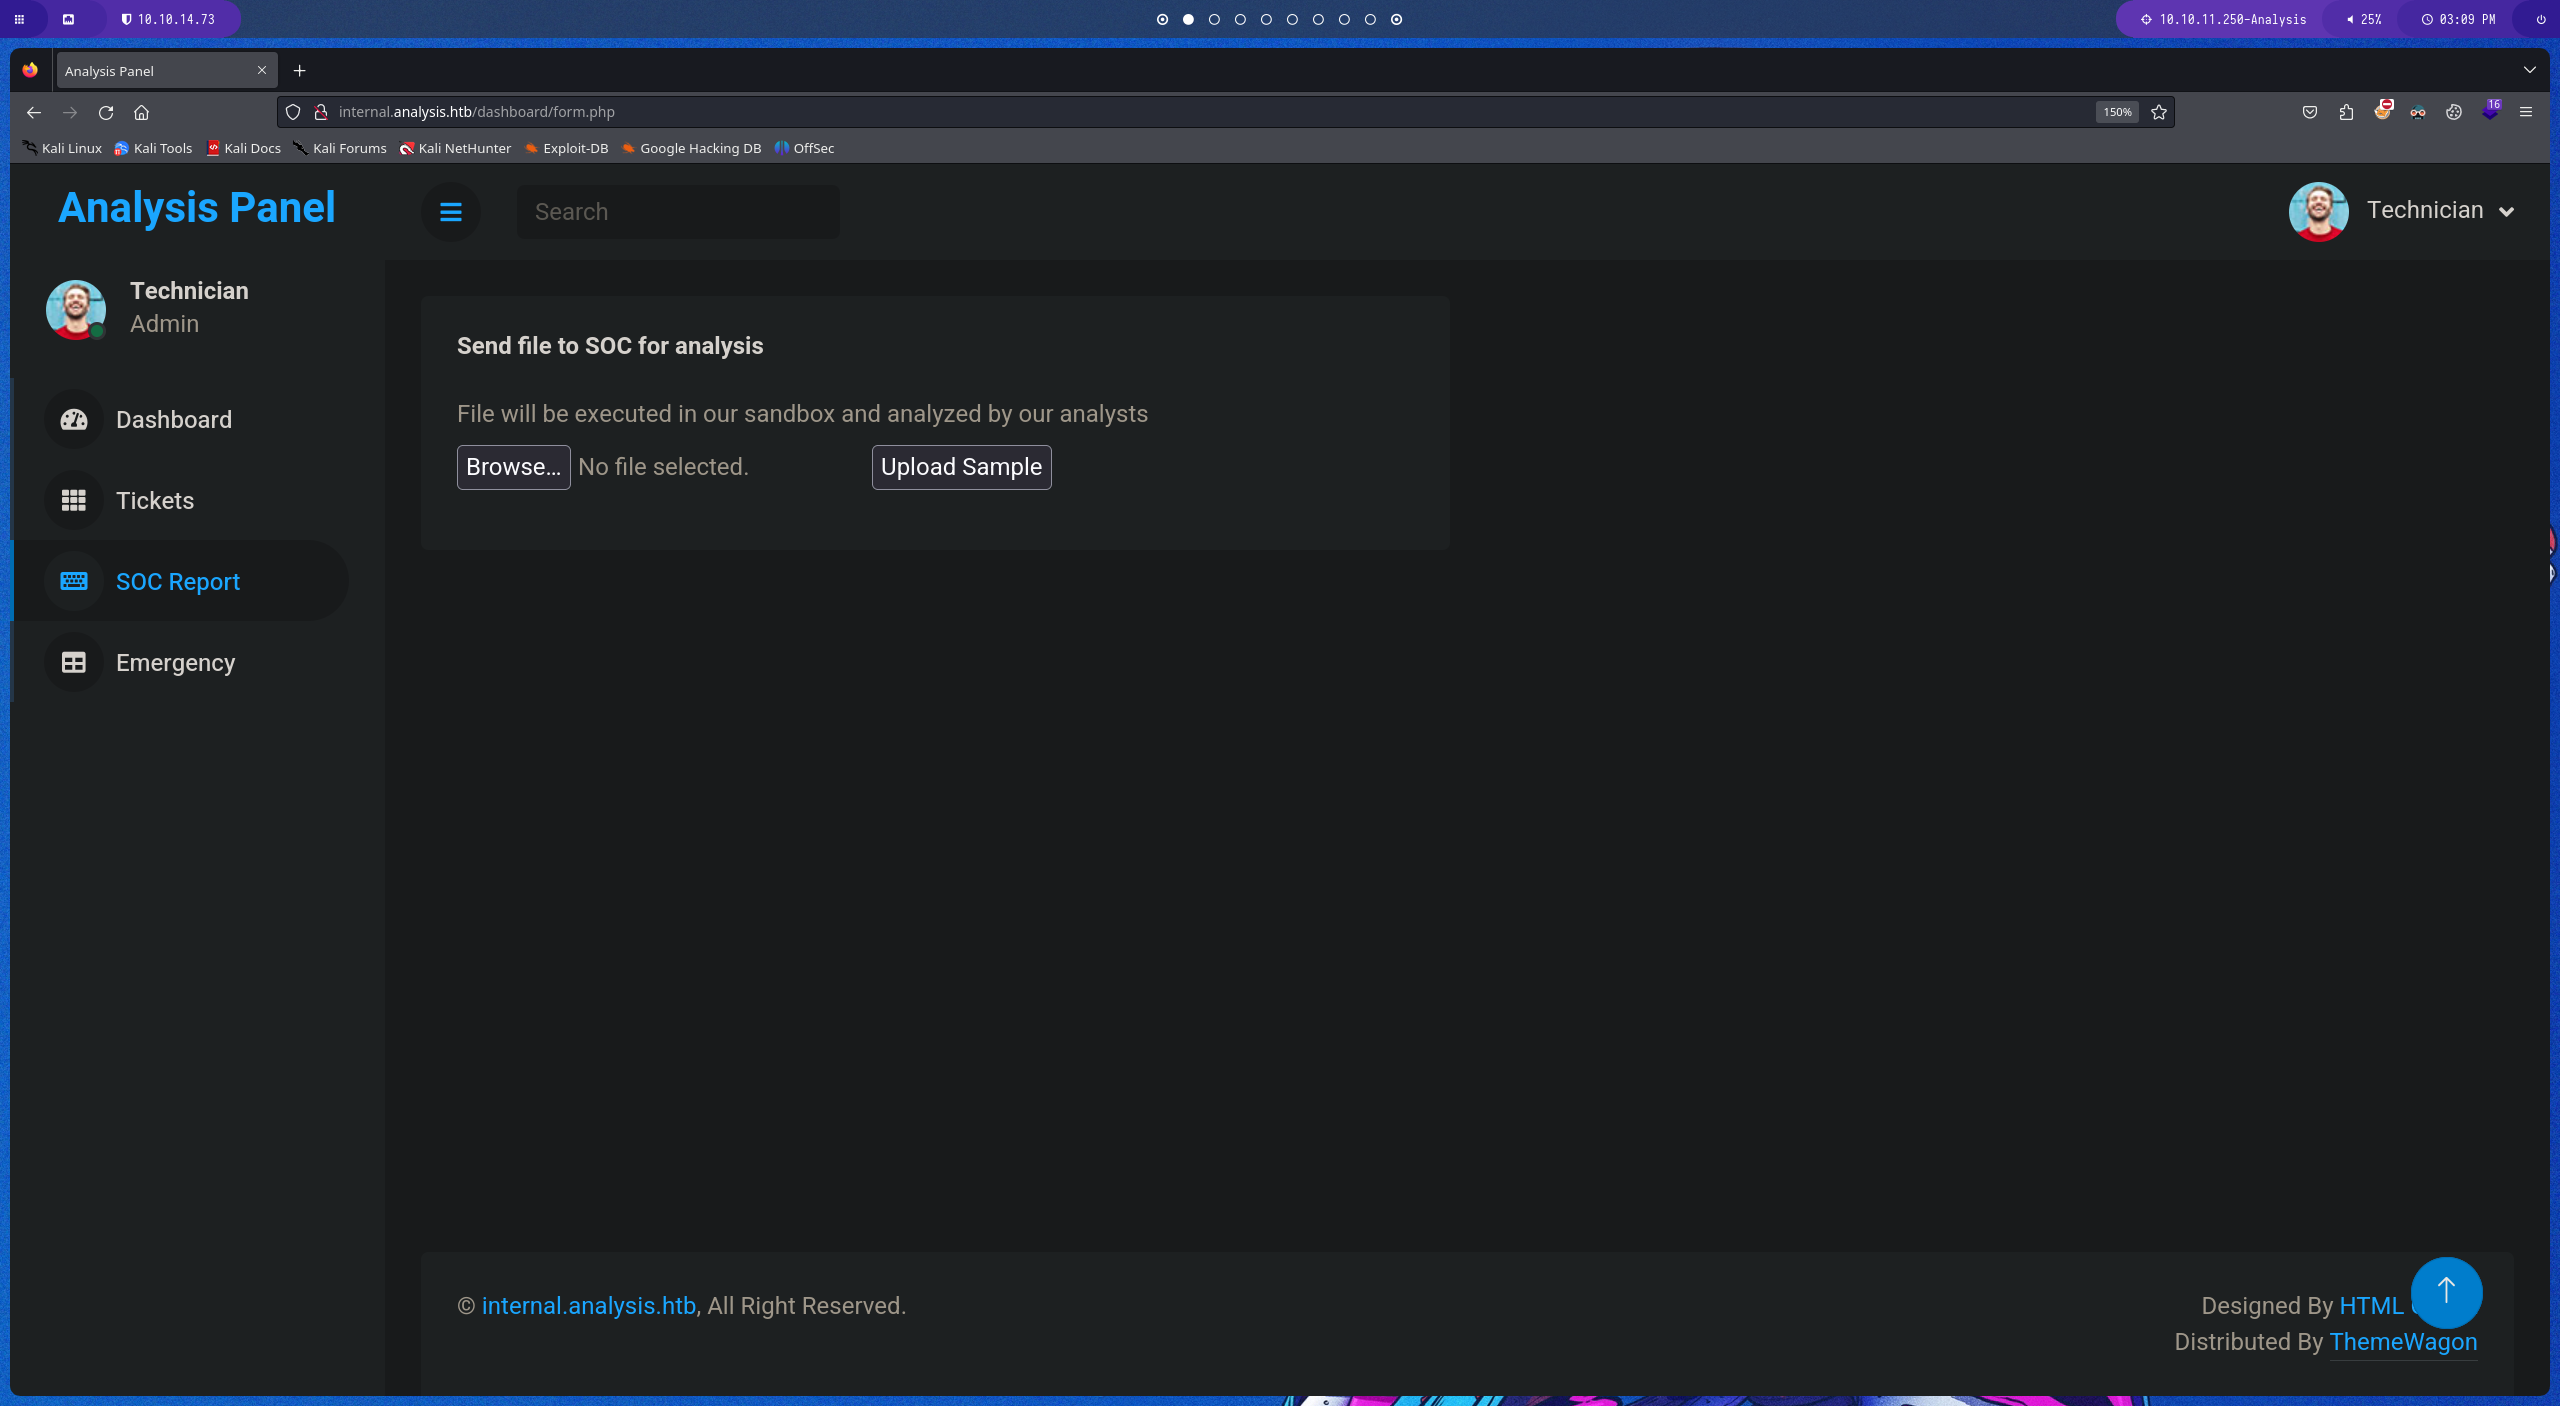 10.10.14.73
10.10.11.250-Analysis
25%
03:09 PM
Analysis Panel
internal.analysis.htb/dashboard/form.php
150%
16
Kali Linux
Kali Tools
Kali Docs
Kali Forums
Kali NetHunter
Exploit-DB
Google Hacking DB
OffSec
Analysis Panel
Search
Technician
Technician
Admin
Dashboard
Tickets
SOC Report
Emergency
Send file to SOC for analysis
File will be executed in our sandbox and analyzed by our analysts
Browse...
No file selected.
Upload Sample
© internal.analysis.htb, All Right Reserved.
Designed By HTML
Distributed By ThemeWagon